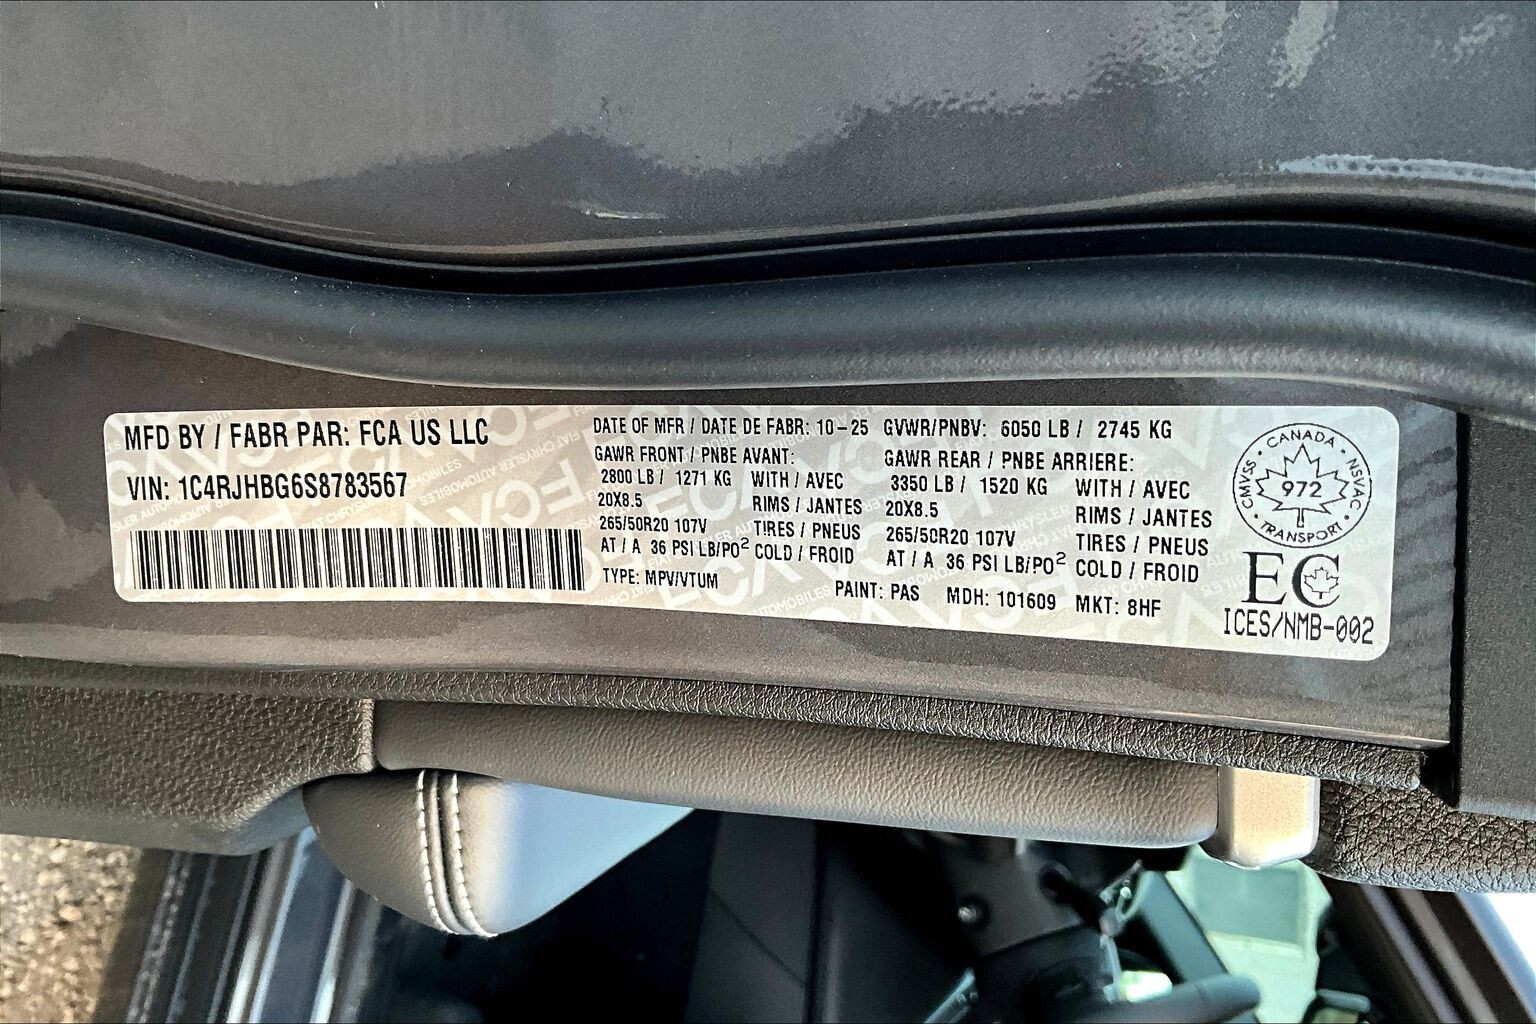 MFD BY / FABR PAR: FCA US LLC
VIN: 1C4RJHBG6S8783567
DATE OF MFR / DATE DE FABR: 10-25 GVWR/PNBV: 6050 LB / 2745 KG
GAWR FRONT / PNBE AVANT:
2800 LB / 1271 KG WITH / AVEC
20X8.5 RIMS / JANTES
265/50R20 107V TIRES / PNEUS
AT / A 36 PSI LB/PO² COLD / FROID
GAWR REAR / PNBE ARRIERE:
3350 LB / 1520 KG WITH / AVEC
20X8.5 RIMS / JANTES
265/50R20 107V TIRES / PNEUS
AT / A 36 PSI LB/PO² COLD / FROID
TYPE: MPV/VTUM PAINT: PAS MDH: 101609 MKT: 8HF
CANADA
CMVSS 972 NSVAC
TRANSPORT
EC
ICES/NMB-002